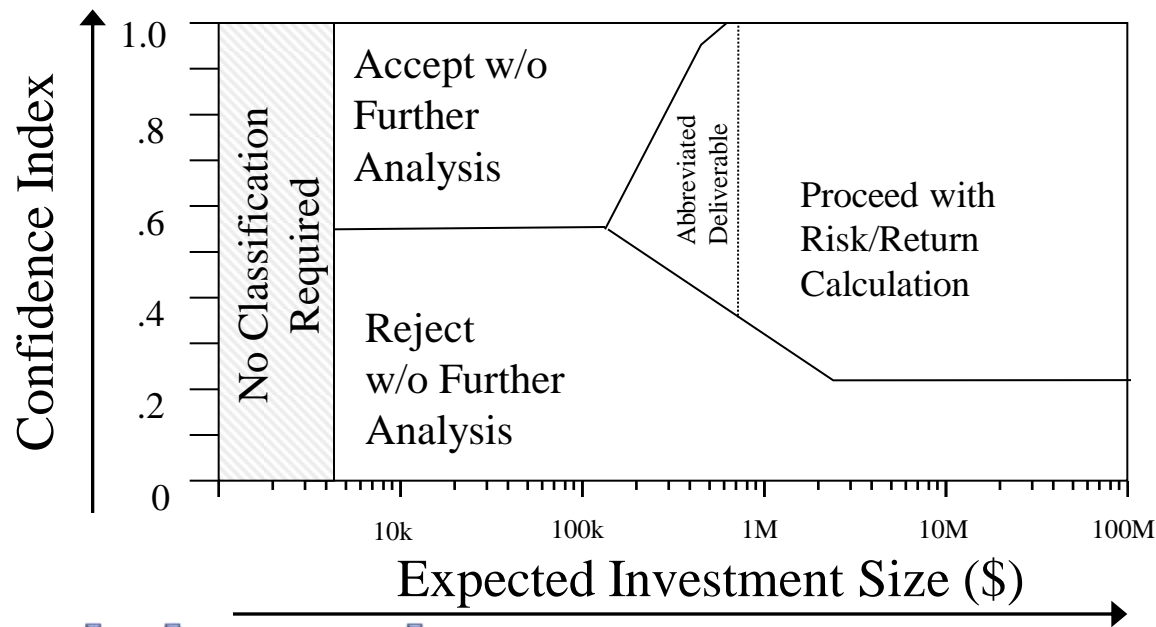 Confidence Index
1.0
.8
.6
.4
.2
0
No Classification
Required
Accept w/o
Further
Analysis
Reject
w/o Further
Analysis
Abbreviated
Deliverable
Proceed with
Risk/Return
Calculation
10k
100k
1M
10M
100M
Expected Investment Size ($)